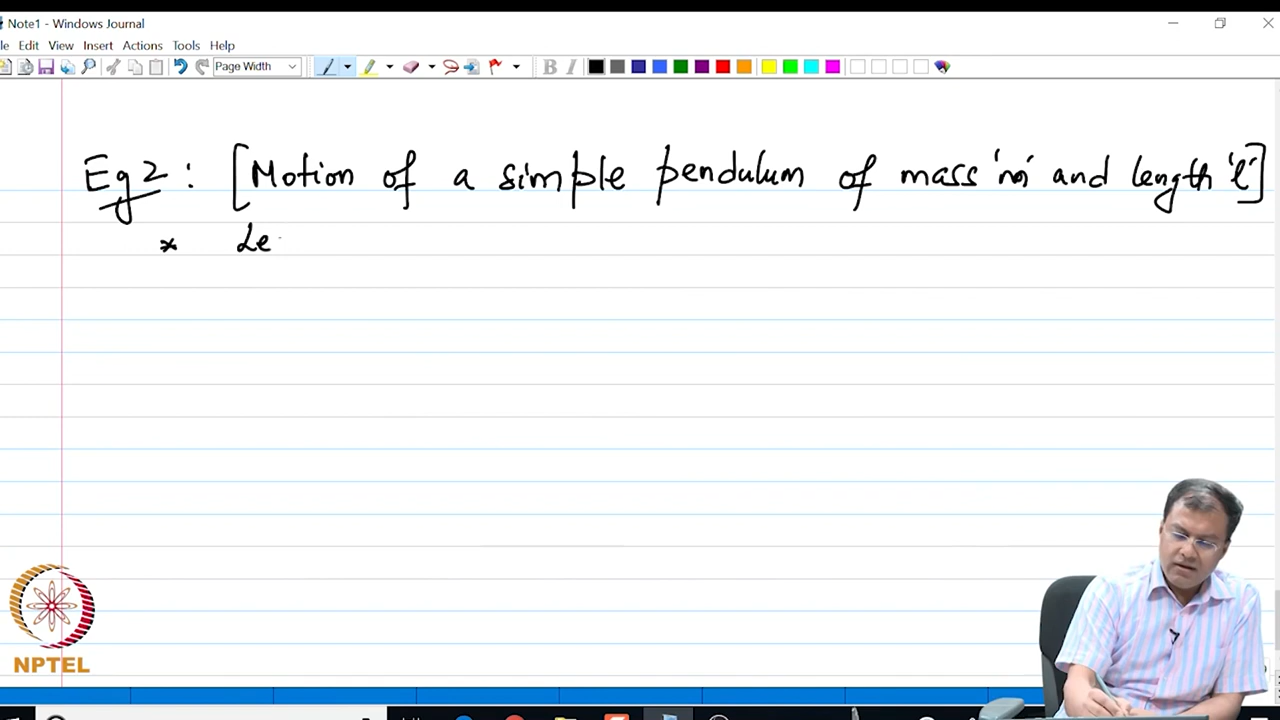 Note1 - Windows Journal
le Edit View Insert Actions Tools Help
Page Width
B I
Eg 2 : [Motion of a simple pendulum of mass 'm' and length 'l']
* Le
NPTEL